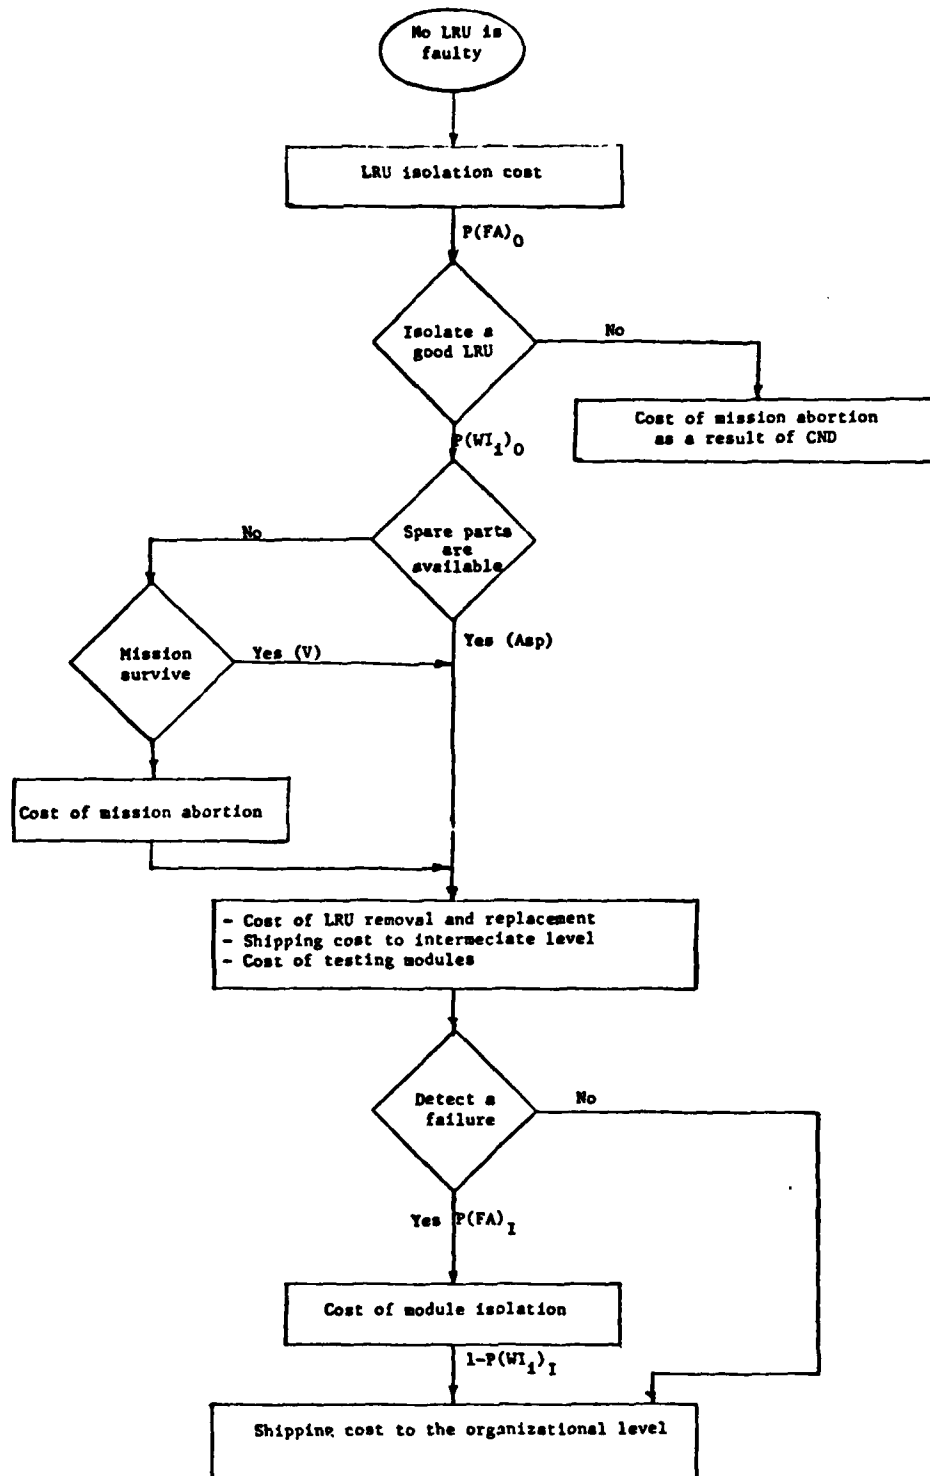 No LRU is
faulty
LRU isolation cost
P(FA)O
Isolate a
good LRU
No
Cost of mission abortion
as a result of CND
P(WIi)O
Spare parts
are
available
No
Yes (Asp)
Mission
survive
Yes (V)
Cost of mission abortion
- Cost of LRU removal and replacement
- Shipping cost to intermeciate level
- Cost of testing modules
Detect a
failure
No
Yes P(FA)I
Cost of module isolation
1-P(WIi)I
Shipping cost to the organizational level